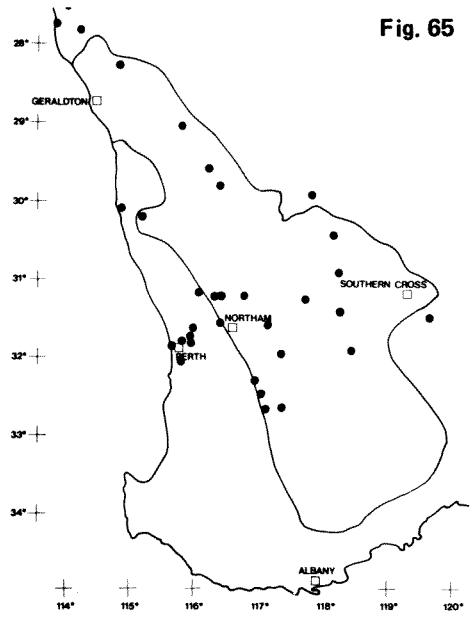 Fig. 65
28°
GERALDTON
29°
30°
31°
SOUTHERN CROSS
NORTHAM
32°
PERTH
33°
34°
ALBANY
114° 115° 116° 117° 118° 119° 120°